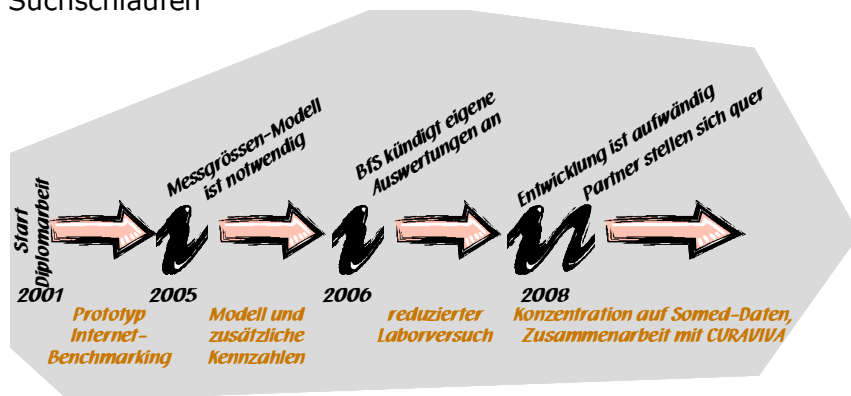 Suchschlaufen
Start
Diplomarbeit
2001
Prototyp
Internet-
Benchmarking
Messgrössen-Modell
ist notwendig
2005
Modell und
zusätzliche
Kennzahlen
BfS kündigt eigene
Auswertungen an
2006
reduzierter
Laborversuch
Entwicklung ist aufwändig
Partner stellen sich quer
2008
Konzentration auf Somed-Daten,
Zusammenarbeit mit CURAVIVA